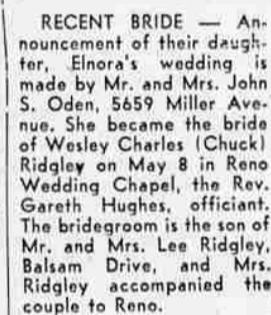 RECENT BRIDE — An-
nouncement of their daugh-
ter, Elnora's wedding is
made by Mr. and Mrs. John
S. Oden, 5659 Miller Ave-
nue. She became the bride
of Wesley Charles (Chuck)
Ridgley on May 8 in Reno
Wedding Chapel, the Rev.
Gareth Hughes, officiant.
The bridegroom is the son of
Mr. and Mrs. Lee Ridgley,
Balsam Drive, and Mrs.
Ridgley accompanied the
couple to Reno.